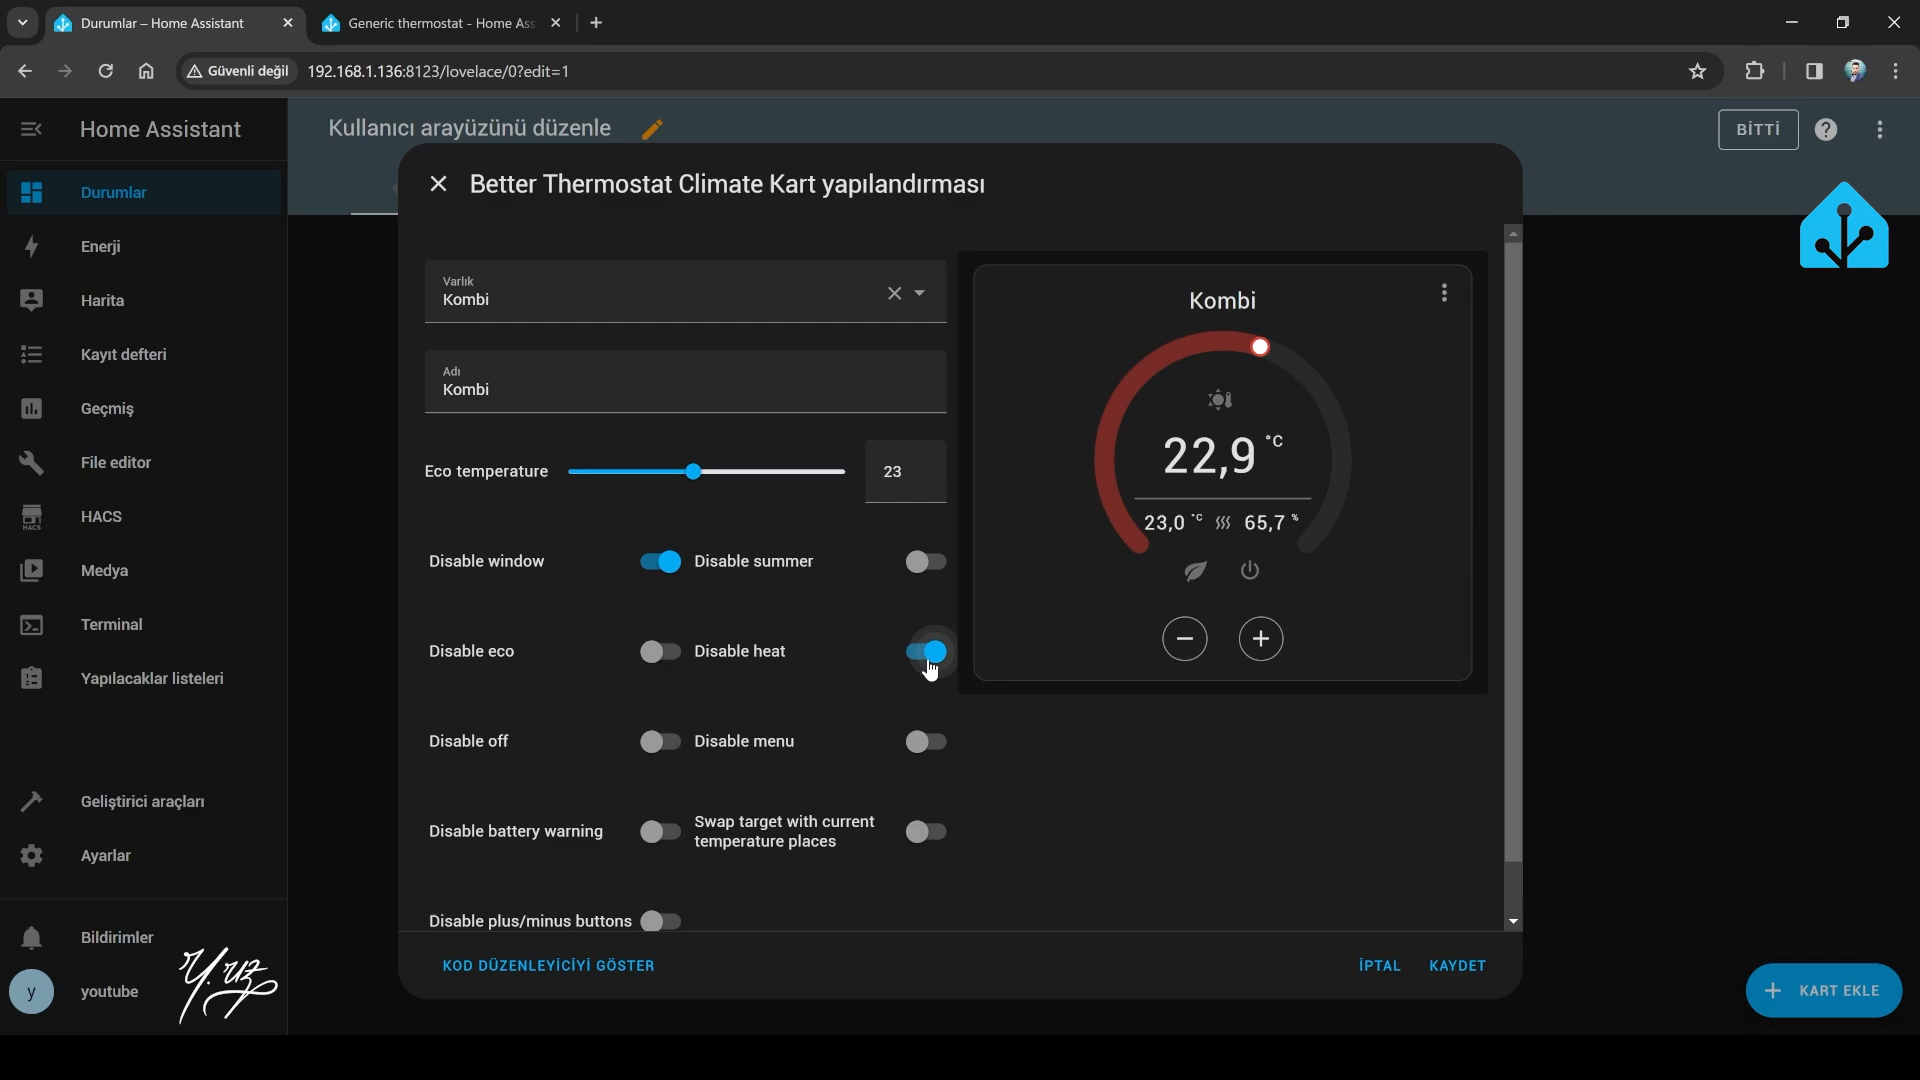 Durumlar – Home Assistant
Generic thermostat - Home Ass
Güvenli değil
192.168.1.136:8123/lovelace/0?edit=1
Home Assistant
Kullanıcı arayüzünü düzenle
BİTTİ
Durumlar
Enerji
Harita
Kayıt defteri
Geçmiş
File editor
HACS
HACS
Medya
Terminal
Yapılacaklar listeleri
Geliştirici araçları
Ayarlar
Bildirimler
y
youtube
Y.uz
Better Thermostat Climate Kart yapılandırması
Varlık
Kombi
Adı
Kombi
Eco temperature
23
Disable window
Disable summer
Disable eco
Disable heat
Disable off
Disable menu
Disable battery warning
Swap target with current
temperature places
Disable plus/minus buttons
Kombi
22,9 °C
23,0 °C 65,7 %
KOD DÜZENLEYİCİYİ GÖSTER
İPTAL
KAYDET
KART EKLE